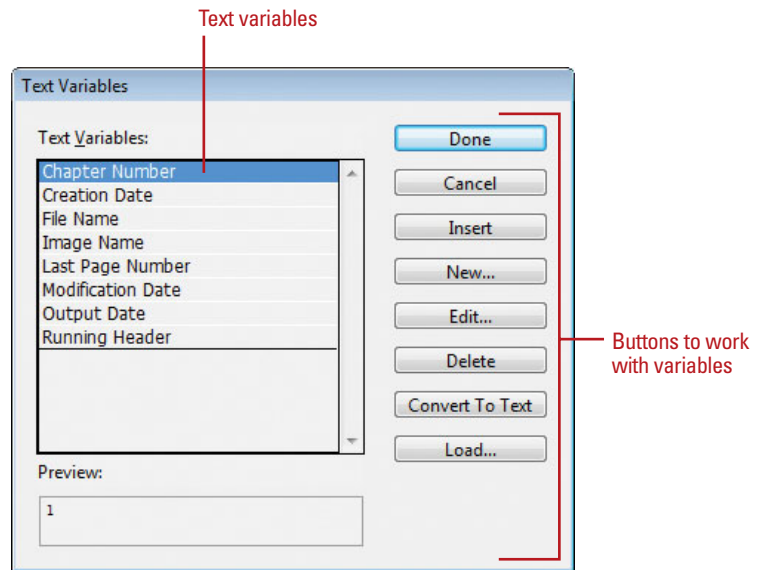 Text variables
Text Variables
Text Variables:
Chapter Number
Creation Date
File Name
Image Name
Last Page Number
Modification Date
Output Date
Running Header
Preview:
1
Done
Cancel
Insert
New...
Edit...
Delete
Convert To Text
Load...
Buttons to work
with variables